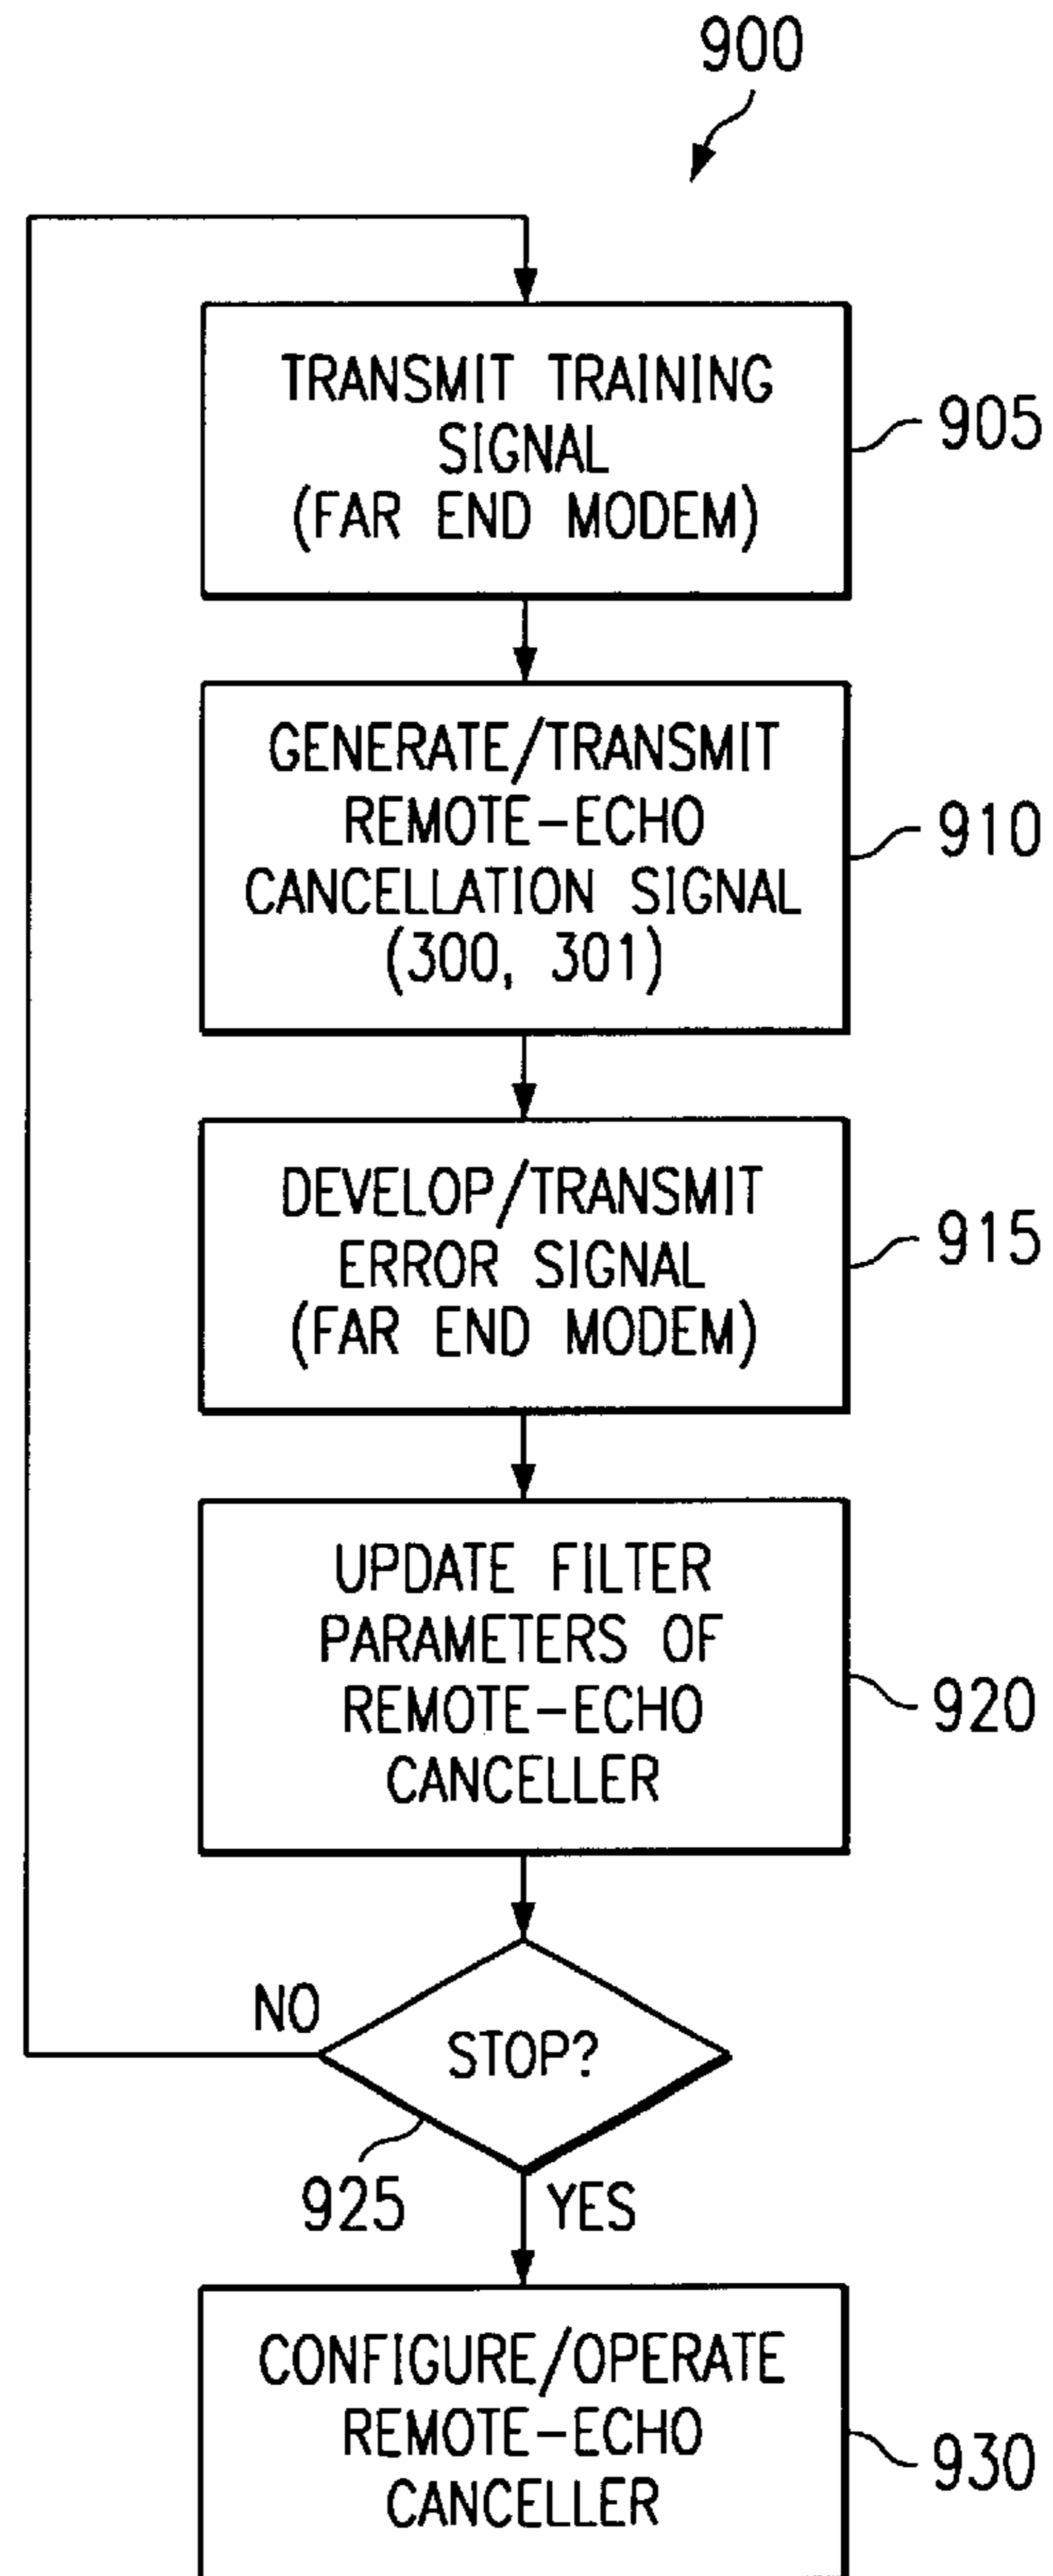 900
TRANSMIT TRAINING
SIGNAL
(FAR END MODEM)
905
GENERATE/TRANSMIT
REMOTE-ECHO
CANCELLATION SIGNAL
(300, 301)
910
DEVELOP/TRANSMIT
ERROR SIGNAL
(FAR END MODEM)
915
UPDATE FILTER
PARAMETERS OF
REMOTE-ECHO
CANCELLER
920
NO
STOP?
925
YES
CONFIGURE/OPERATE
REMOTE-ECHO
CANCELLER
930